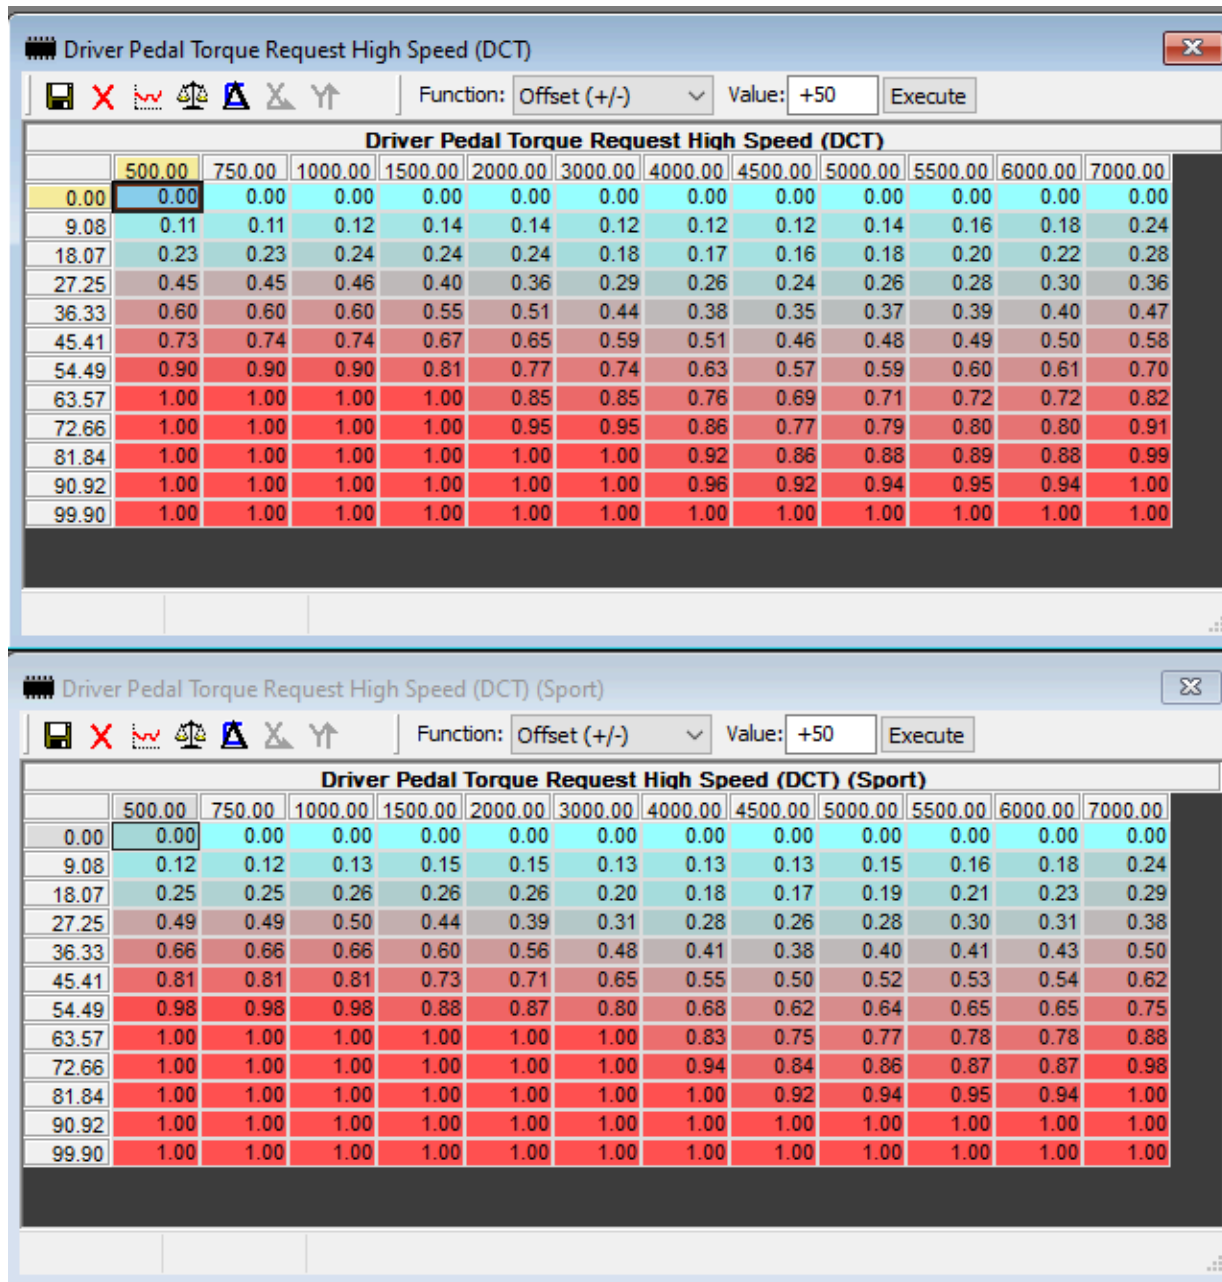 Driver Pedal Torque Request High Speed (DCT)
Function: Offset (+/-) Value: +50 Execute
Driver Pedal Torque Request High Speed (DCT)
500.00 750.00 1000.00 1500.00 2000.00 3000.00 4000.00 4500.00 5000.00 5500.00 6000.00 7000.00
0.00 0.00 0.00 0.00 0.00 0.00 0.00 0.00 0.00 0.00 0.00 0.00 0.00
9.08 0.11 0.11 0.12 0.14 0.14 0.12 0.12 0.12 0.14 0.16 0.18 0.24
18.07 0.23 0.23 0.24 0.24 0.24 0.18 0.17 0.16 0.18 0.20 0.22 0.28
27.25 0.45 0.45 0.46 0.40 0.36 0.29 0.26 0.24 0.26 0.28 0.30 0.36
36.33 0.60 0.60 0.60 0.55 0.51 0.44 0.38 0.35 0.37 0.39 0.40 0.47
45.41 0.73 0.74 0.74 0.67 0.65 0.59 0.51 0.46 0.48 0.49 0.50 0.58
54.49 0.90 0.90 0.90 0.81 0.77 0.74 0.63 0.57 0.59 0.60 0.61 0.70
63.57 1.00 1.00 1.00 1.00 0.85 0.85 0.76 0.69 0.71 0.72 0.72 0.82
72.66 1.00 1.00 1.00 1.00 0.95 0.95 0.86 0.77 0.79 0.80 0.80 0.91
81.84 1.00 1.00 1.00 1.00 1.00 1.00 0.92 0.86 0.88 0.89 0.88 0.99
90.92 1.00 1.00 1.00 1.00 1.00 1.00 0.96 0.92 0.94 0.95 0.94 1.00
99.90 1.00 1.00 1.00 1.00 1.00 1.00 1.00 1.00 1.00 1.00 1.00 1.00
Driver Pedal Torque Request High Speed (DCT) (Sport)
Function: Offset (+/-) Value: +50 Execute
Driver Pedal Torque Request High Speed (DCT) (Sport)
500.00 750.00 1000.00 1500.00 2000.00 3000.00 4000.00 4500.00 5000.00 5500.00 6000.00 7000.00
0.00 0.00 0.00 0.00 0.00 0.00 0.00 0.00 0.00 0.00 0.00 0.00 0.00
9.08 0.12 0.12 0.13 0.15 0.15 0.13 0.13 0.13 0.15 0.16 0.18 0.24
18.07 0.25 0.25 0.26 0.26 0.26 0.20 0.18 0.17 0.19 0.21 0.23 0.29
27.25 0.49 0.49 0.50 0.44 0.39 0.31 0.28 0.26 0.28 0.30 0.31 0.38
36.33 0.66 0.66 0.66 0.60 0.56 0.48 0.41 0.38 0.40 0.41 0.43 0.50
45.41 0.81 0.81 0.81 0.73 0.71 0.65 0.55 0.50 0.52 0.53 0.54 0.62
54.49 0.98 0.98 0.98 0.88 0.87 0.80 0.68 0.62 0.64 0.65 0.65 0.75
63.57 1.00 1.00 1.00 1.00 1.00 1.00 0.83 0.75 0.77 0.78 0.78 0.88
72.66 1.00 1.00 1.00 1.00 1.00 1.00 0.94 0.84 0.86 0.87 0.87 0.98
81.84 1.00 1.00 1.00 1.00 1.00 1.00 1.00 0.92 0.94 0.95 0.94 1.00
90.92 1.00 1.00 1.00 1.00 1.00 1.00 1.00 1.00 1.00 1.00 1.00 1.00
99.90 1.00 1.00 1.00 1.00 1.00 1.00 1.00 1.00 1.00 1.00 1.00 1.00